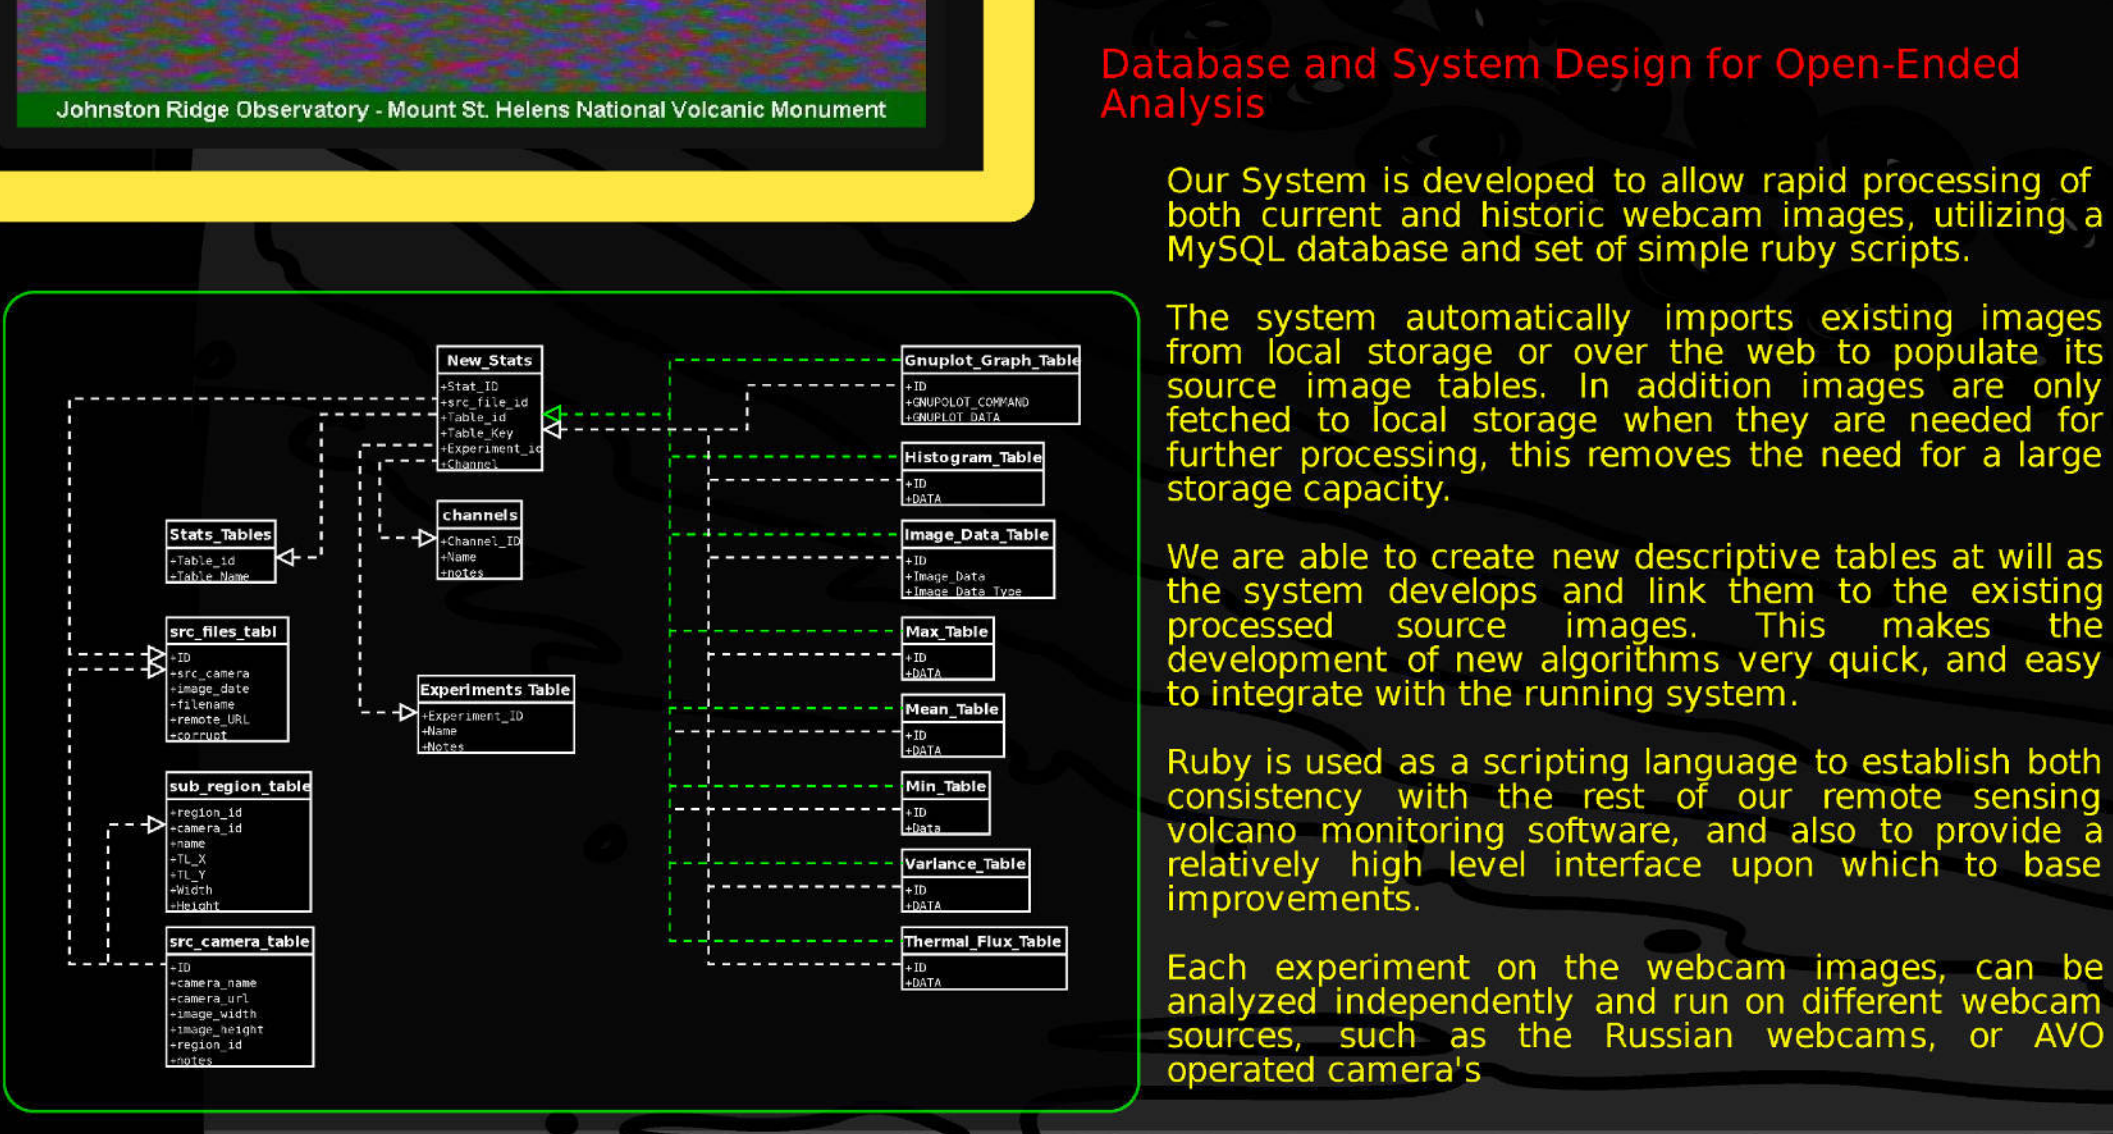 Johnston Ridge Observatory - Mount St. Helens National Volcanic Monument
Database and System Design for Open-Ended
Analysis
Our System is developed to allow rapid processing of
both current and historic webcam images, utilizing a
MySQL database and set of simple ruby scripts.
The system automatically imports existing images
from local storage or over the web to populate its
source image tables. In addition images are only
fetched to local storage when they are needed for
further processing, this removes the need for a large
storage capacity.
We are able to create new descriptive tables at will as
the system develops and link them to the existing
processed source images. This makes the
development of new algorithms very quick, and easy
to integrate with the running system.
Ruby is used as a scripting language to establish both
consistency with the rest of our remote sensing
volcano monitoring software, and also to provide a
relatively high level interface upon which to base
improvements.
Each experiment on the webcam images, can be
analyzed independently and run on different webcam
sources, such as the Russian webcams, or AVO
operated camera's
New_Stats
+Stat_ID
+src_file_id
+Table_id
+Table_Key
+Experiment_id
+Channel
channels
+Channel_ID
+Name
+notes
Stats_Tables
+Table_id
+Table_Name
src_files_tabl
+ID
+src_camera
+image_date
+filename
+remote_URL
+corrupt
Experiments Table
+Experiment_ID
+Name
+Notes
sub_region_table
+region_id
+camera_id
+name
+TL_X
+TL_Y
+Width
+Height
src_camera_table
+ID
+camera_name
+camera_url
+image_width
+image_height
+region_id
+notes
Gnuplot_Graph_Table
+ID
+GNUPOLOT_COMMAND
+GNUPLOT_DATA
Histogram_Table
+ID
+DATA
Image_Data_Table
+ID
+Image_Data
+Image_Data_Type
Max_Table
+ID
+DATA
Mean_Table
+ID
+DATA
Min_Table
+ID
+Data
Variance_Table
+ID
+DATA
Thermal_Flux_Table
+ID
+DATA